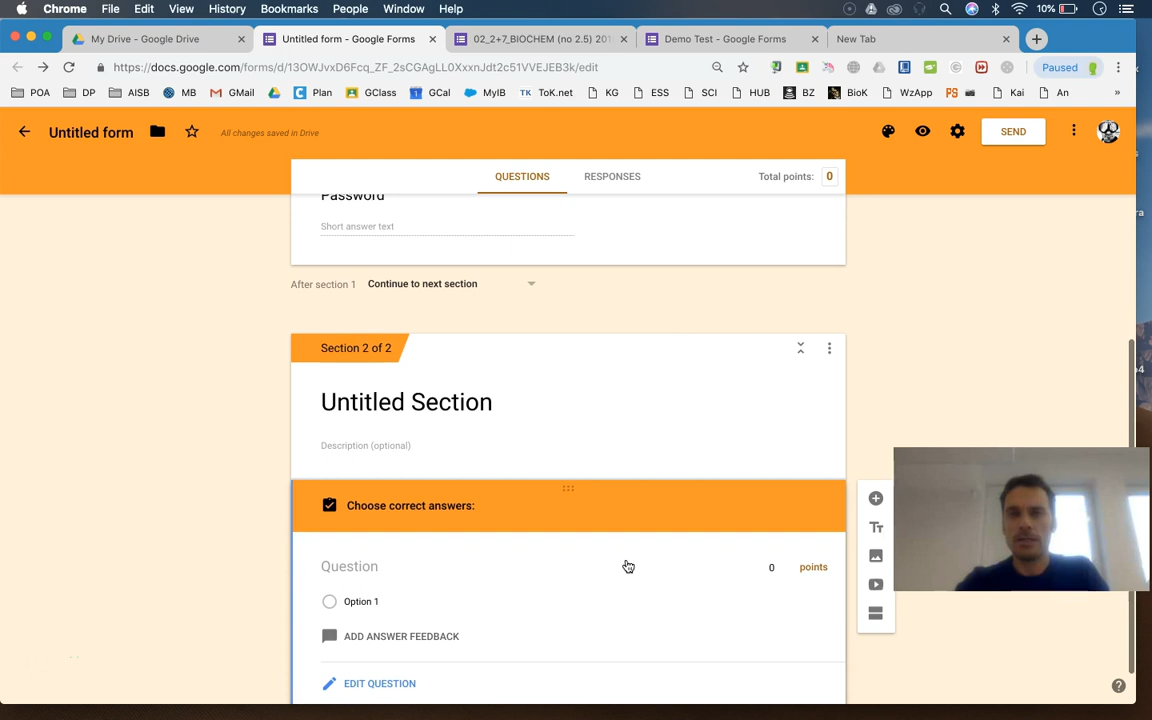 Chrome File Edit View History Bookmarks People Window Help 10%
My Drive - Google Drive Untitled form - Google Forms 02_2+7_BIOCHEM (no 2.5) 201 Demo Test - Google Forms New Tab
https://docs.google.com/forms/d/13OWJvxD6Fcq_ZF_2sCGAgLL0XxxnJdt2c51VVEJEB3k/edit Paused
POA DP AISB MB GMail Plan GClass GCal MyIB TK ToK.net KG ESS SCI HUB BZ BioK WzApp PS Kai An »
Untitled form All changes saved in Drive SEND
QUESTIONS RESPONSES Total points: 0
Password
Short answer text
After section 1 Continue to next section
Section 2 of 2
Untitled Section
Description (optional)
Choose correct answers:
Question 0 points
Tт
Option 1
ADD ANSWER FEEDBACK
EDIT QUESTION